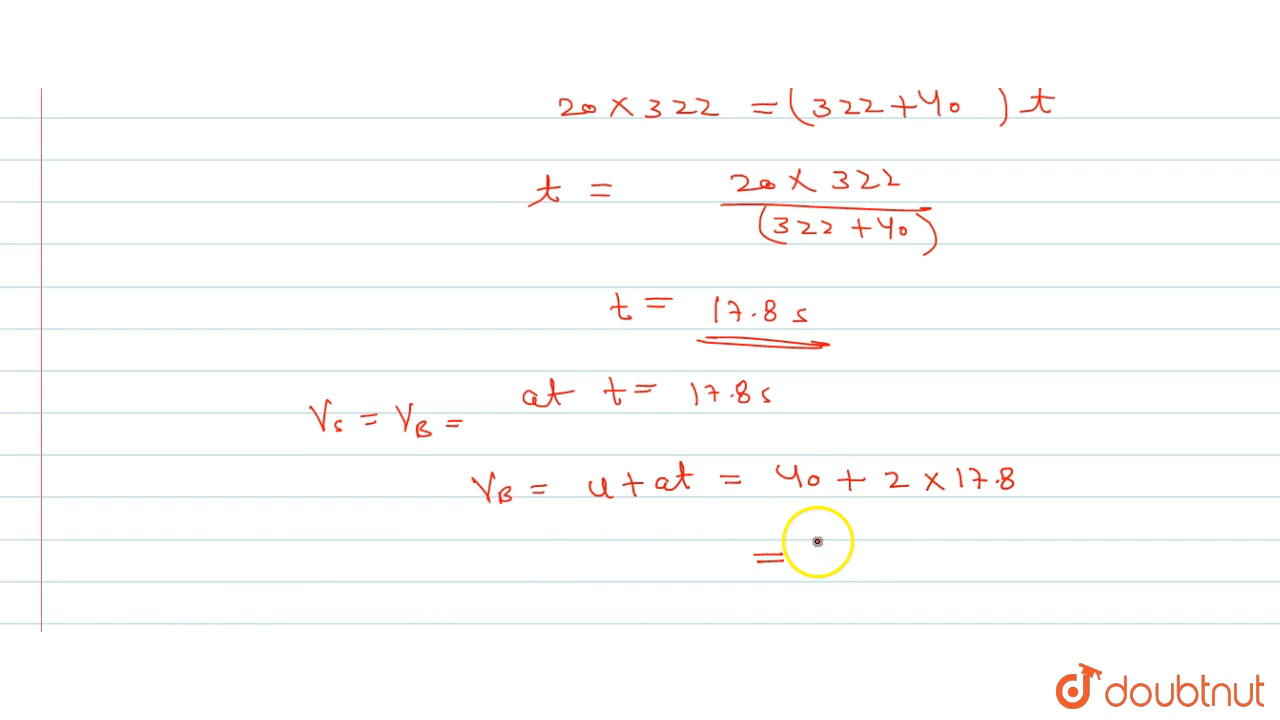 20 × 322 = (322 + 40 ) t
t = 20 × 322 / (322 + 40)
t = 17.8 s
at t = 17.8 s
Vs = VB =
VB = u + at = 40 + 2 × 17.8
=
doubtnut